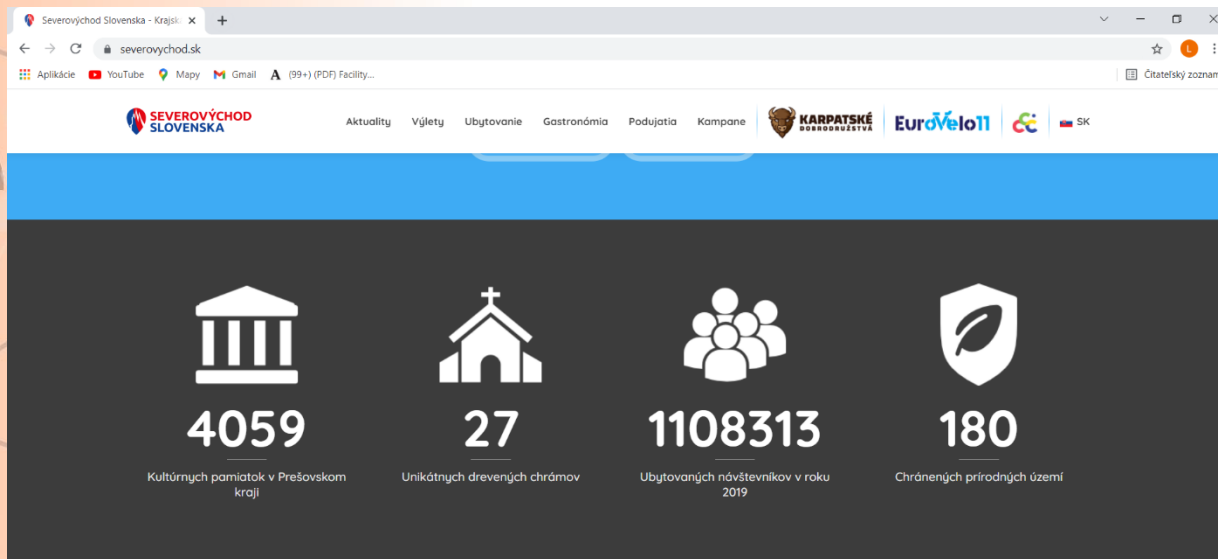 Severovýchod Slovenska - Krajsk
severovychod.sk
L
Aplikácie YouTube Mapy Gmail A (99+) (PDF) Facility... Čitateľský zoznam
SEVEROVÝCHOD
SLOVENSKA
Aktuality Výlety Ubytovanie Gastronómia Podujatia Kampane
KARPATSKÉ
DOBRODRUŽSTVÁ
EuroVelo11
SK
4059 27 1108313 180
Kultúrnych pamiatok v Prešovskom Unikátnych drevených chrámov Ubytovaných návštevníkov v roku Chránených prírodných území
kraji 2019